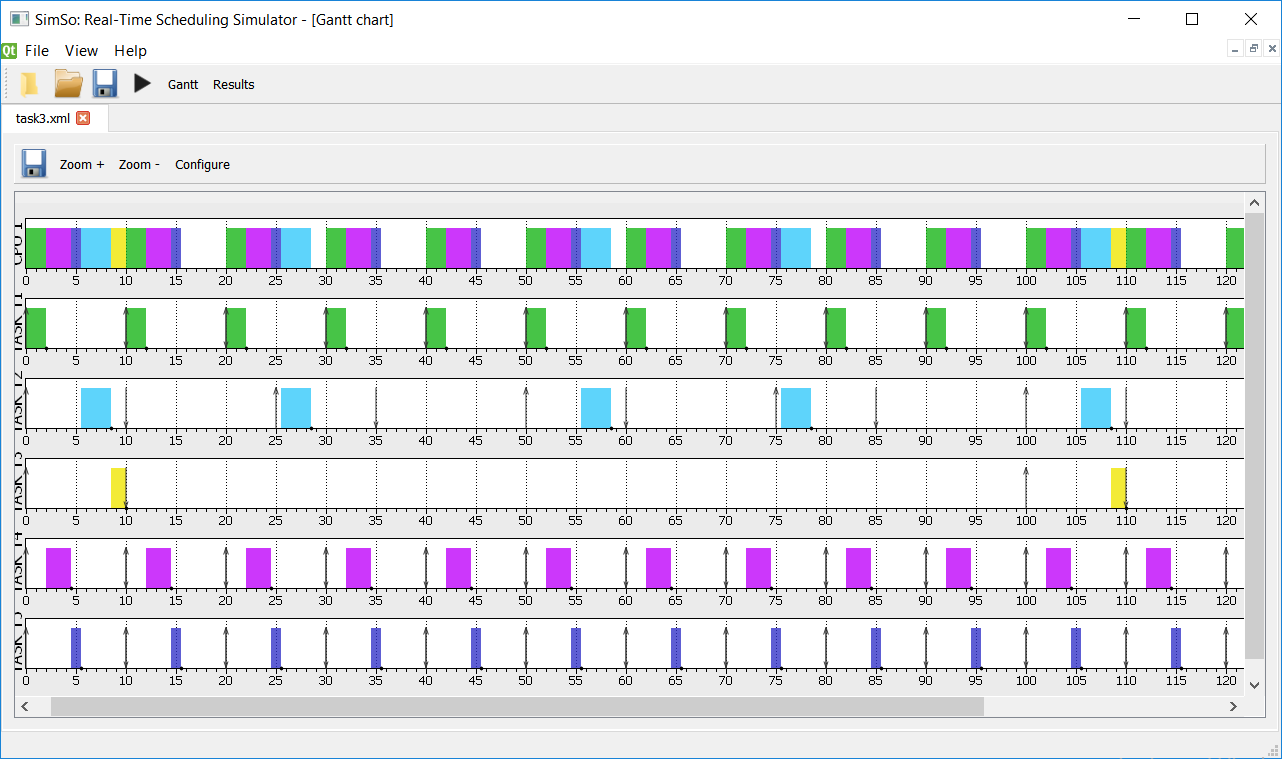 SimSo: Real-Time Scheduling Simulator - [Gantt chart]
Qt File View Help
Gantt Results
task3.xml
Zoom + Zoom - Configure
CPU 1
0 5 10 15 20 25 30 35 40 45 50 55 60 65 70 75 80 85 90 95 100 105 110 115 120
TASK T1
0 5 10 15 20 25 30 35 40 45 50 55 60 65 70 75 80 85 90 95 100 105 110 115 120
TASK T2
0 5 10 15 20 25 30 35 40 45 50 55 60 65 70 75 80 85 90 95 100 105 110 115 120
TASK T3
0 5 10 15 20 25 30 35 40 45 50 55 60 65 70 75 80 85 90 95 100 105 110 115 120
TASK T4
0 5 10 15 20 25 30 35 40 45 50 55 60 65 70 75 80 85 90 95 100 105 110 115 120
TASK T5
0 5 10 15 20 25 30 35 40 45 50 55 60 65 70 75 80 85 90 95 100 105 110 115 120